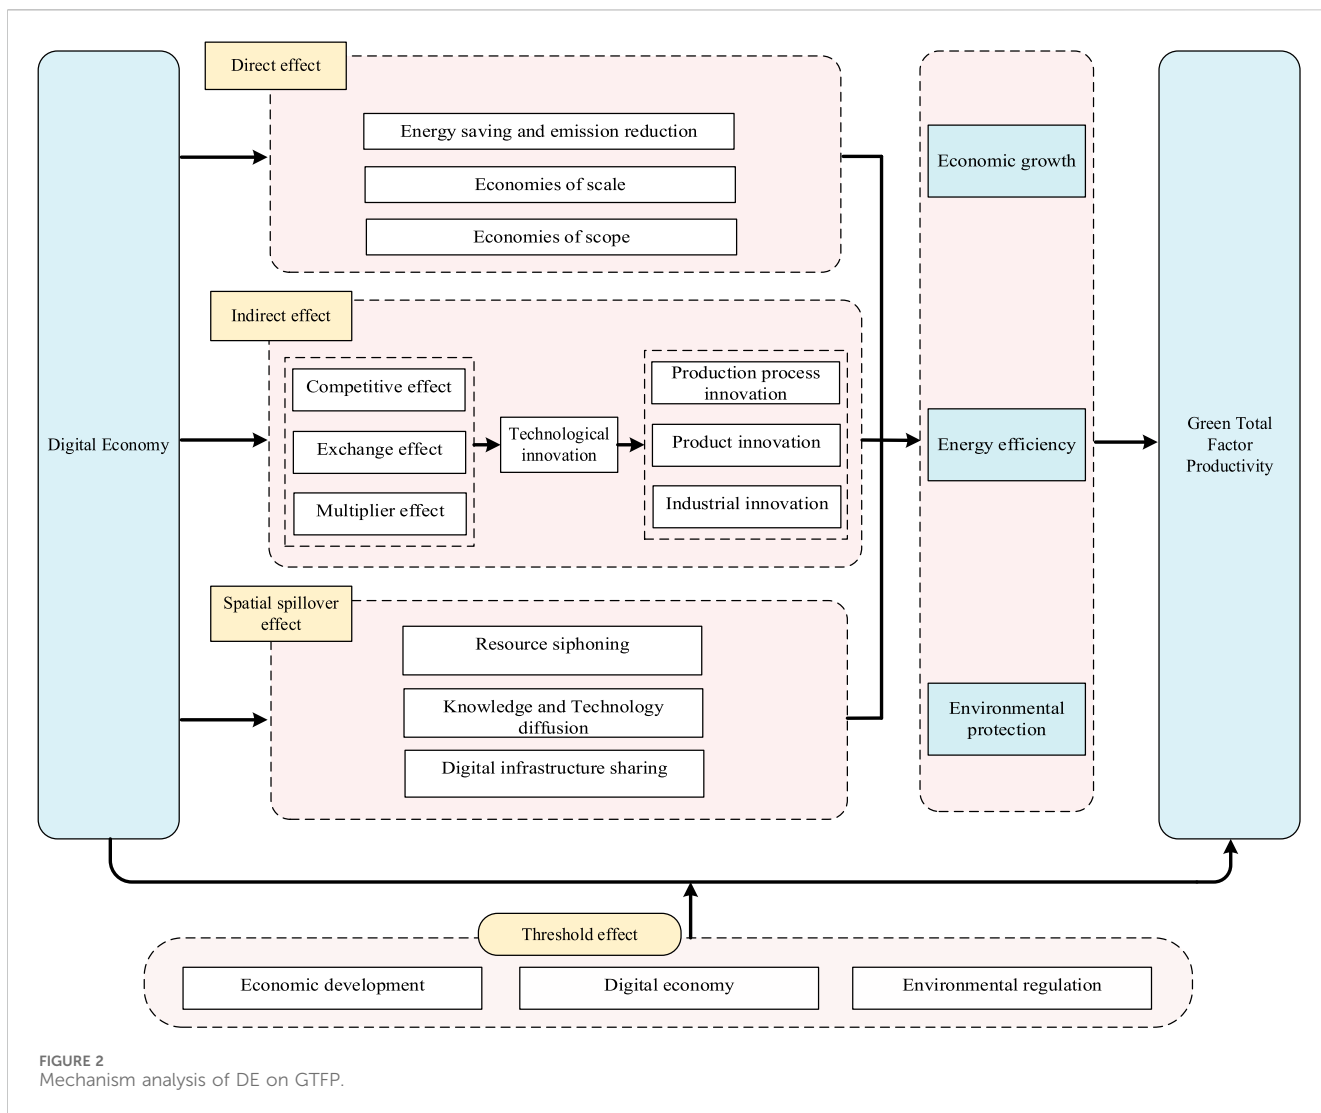 Digital Economy
Direct effect
Energy saving and emission reduction
Economies of scale
Economies of scope
Indirect effect
Competitive effect
Exchange effect
Multiplier effect
Technological
innovation
Production process
innovation
Product innovation
Industrial innovation
Spatial spillover
effect
Resource siphoning
Knowledge and Technology
diffusion
Digital infrastructure sharing
Economic growth
Energy efficiency
Environmental
protection
Green Total
Factor
Productivity
Threshold effect
Economic development
Digital economy
Environmental regulation
FIGURE 2
Mechanism analysis of DE on GTFP.